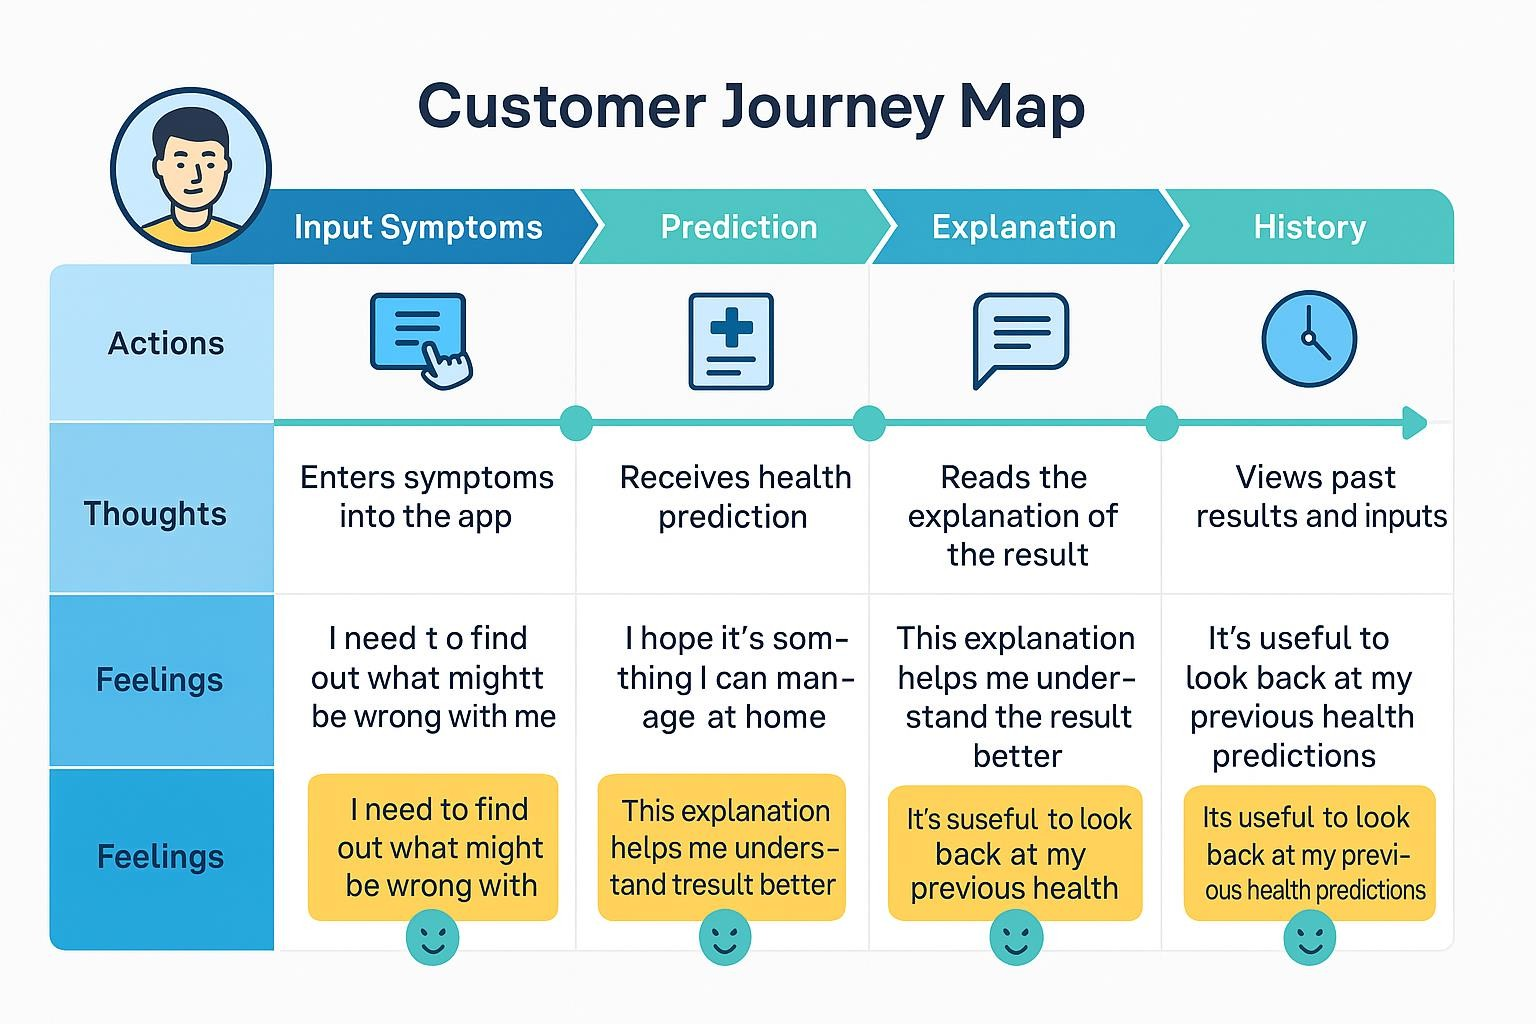 Customer Journey Map
Input Symptoms
Prediction
Explanation
History
Actions
Thoughts
Enters symptoms
into the app
Receives health
prediction
Reads the
explanation of
the result
Views past
results and inputs
Feelings
I need t o find
out what mightt
be wrong with me
I hope it’s som-
thing I can man-
age at home
This explanation
helps me under-
stand the result
better
It’s useful to
look back at my
previous health
predictions
Feelings
I need to find
out what might
be wrong with
This explanation
helps me unders-
tand tresult better
It’s suseful to look
back at my
previous health
Its useful to look
back at my previ-
ous health predictions